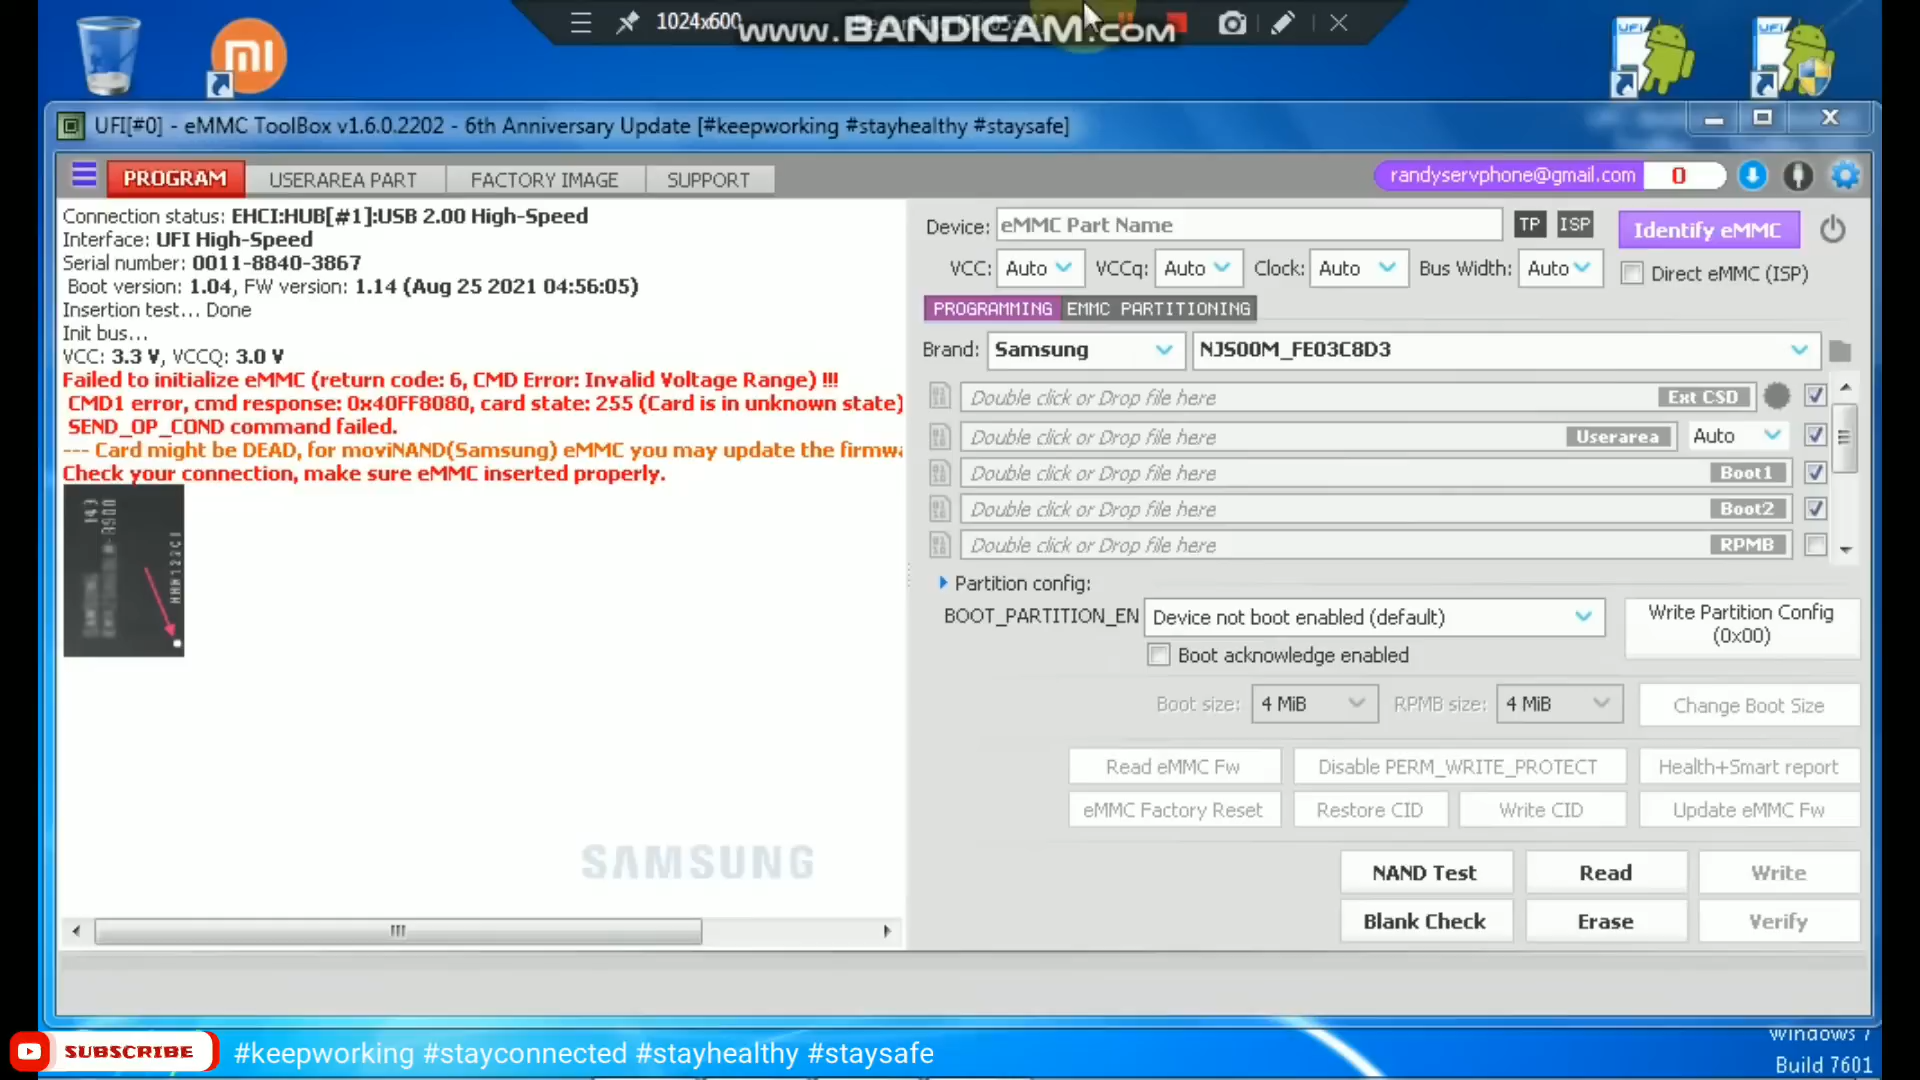 1024x600
www.BANDICAM.com
UFI[#0] - eMMC ToolBox v1.6.0.2202 - 6th Anniversary Update [#keepworking #stayhealthy #staysafe]
PROGRAM
USERAREA PART
FACTORY IMAGE
SUPPORT
randyservphone@gmail.com
0
Connection status: EHCI:HUB[#1]:USB 2.00 High-Speed
Interface: UFI High-Speed
Serial number: 0011-8840-3867
Boot version: 1.04, FW version: 1.14 (Aug 25 2021 04:56:05)
Insertion test... Done
Init bus...
VCC: 3.3 V, VCCQ: 3.0 V
Failed to initialize eMMC (return code: 6, CMD Error: Invalid Voltage Range) !!!
CMD1 error, cmd response: 0x40FF8080, card state: 255 (Card is in unknown state)
SEND_OP_COND command failed.
--- Card might be DEAD, for moviNAND(Samsung) eMMC you may update the firmwa
Check your connection, make sure eMMC inserted properly.
SAMSUNG
Device:
eMMC Part Name
TP
ISP
Identify eMMC
VCC: Auto
VCCq: Auto
Clock: Auto
Bus Width: Auto
Direct eMMC (ISP)
PROGRAMMING
EMMC PARTITIONING
Brand: Samsung
NJS00M_FE03C8D3
Double click or Drop file here
Ext CSD
Double click or Drop file here
Userarea
Auto
Double click or Drop file here
Boot1
Double click or Drop file here
Boot2
Double click or Drop file here
RPMB
Partition config:
BOOT_PARTITION_EN
Device not boot enabled (default)
Write Partition Config
(0x00)
Boot acknowledge enabled
Boot size: 4 MiB
RPMB size: 4 MiB
Change Boot Size
Read eMMC Fw
Disable PERM_WRITE_PROTECT
Health+Smart report
eMMC Factory Reset
Restore CID
Write CID
Update eMMC Fw
NAND Test
Read
Write
Blank Check
Erase
Verify
SUBSCRIBE
#keepworking #stayconnected #stayhealthy #staysafe
Windows 7
Build 7601